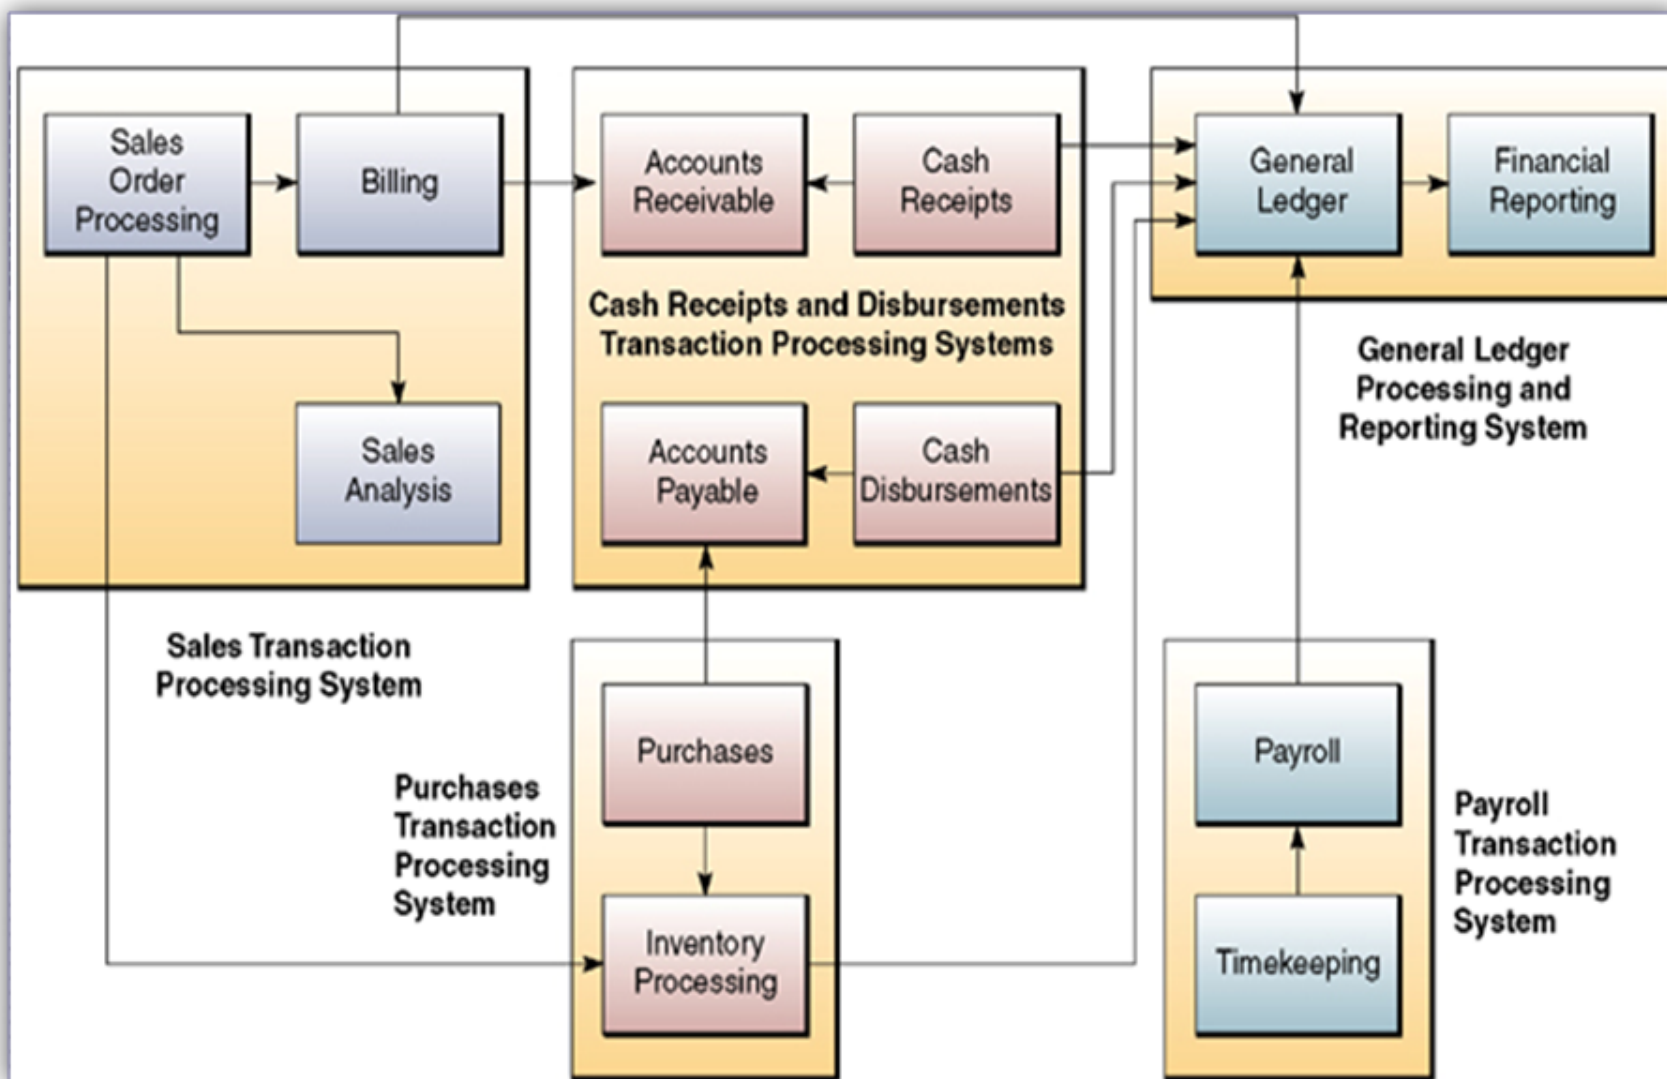 Sales
Order
Processing
Billing
Sales
Analysis
Sales Transaction
Processing System
Accounts
Receivable
Cash
Receipts
Cash Receipts and Disbursements
Transaction Processing Systems
Accounts
Payable
Cash
Disbursements
General
Ledger
Financial
Reporting
General Ledger
Processing and
Reporting System
Purchases
Transaction
Processing
System
Purchases
Inventory
Processing
Payroll
Timekeeping
Payroll
Transaction
Processing
System